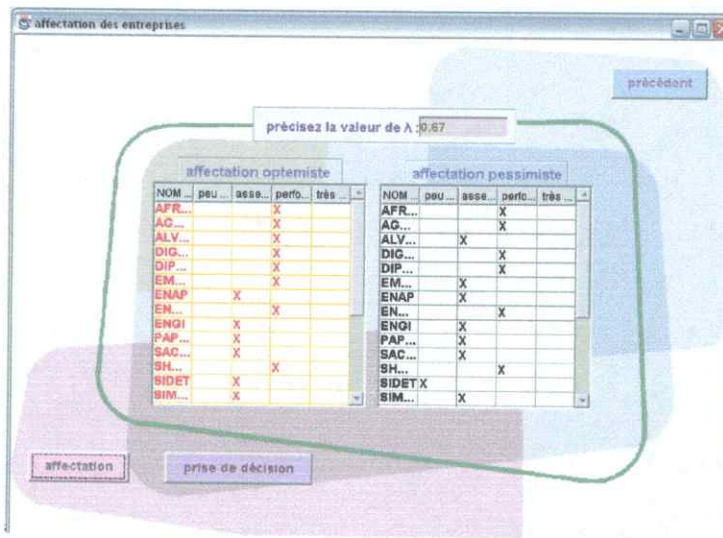 affectation des entreprises
précédent
précisez la valeur de λ :0.67
affectation optemiste
affectation pessimiste
NOM ... peu ... asse... perfo... très ...
NOM ... peu ... asse... perfo... très ...
AFR... X
AG... X
ALV... X
DIG... X
DIP... X
EM... X
ENAP X
EN... X
ENGI X
PAP... X
SAC... X
SH... X
SIDET X
SIM... X
AFR... X
AG... X
ALV... X
DIG... X
DIP... X
EM... X
ENAP X
EN... X
ENGI X
PAP... X
SAC... X
SH... X
SIDET X
SIM... X
affectation
prise de décision